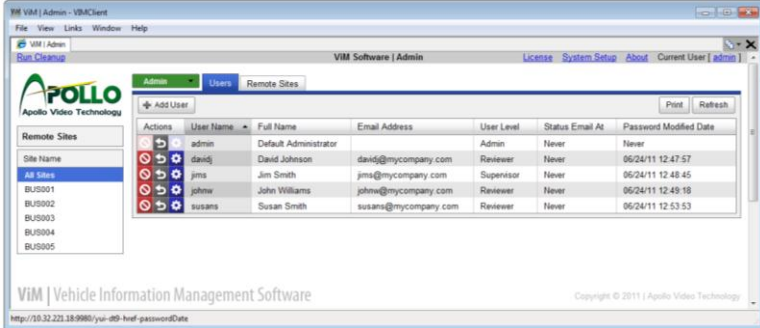 ViM | Admin - VIMClient
File View Links Window Help
ViM | Admin
Run Cleanup ViM Software | Admin License System Setup About Current User [ admin ]
APOLLO
Apollo Video Technology
Admin Users Remote Sites
Add User Print Refresh
Remote Sites
Site Name
All Sites
BUS001
BUS002
BUS003
BUS004
BUS005
Actions User Name Full Name Email Address User Level Status Email At Password Modified Date
admin Default Administrator Admin Never Never
davidj David Johnson davidj@mycompany.com Reviewer Never 06/24/11 12:47:57
jims Jim Smith jims@mycompany.com Supervisor Never 06/24/11 12:48:45
johnw John Williams johnw@mycompany.com Reviewer Never 06/24/11 12:49:18
susans Susan Smith susans@mycompany.com Reviewer Never 06/24/11 12:53:53
ViM | Vehicle Information Management Software
Copyright © 2011 | Apollo Video Technology
http://10.32.221.18:9980/yui-dt9-href-passwordDate